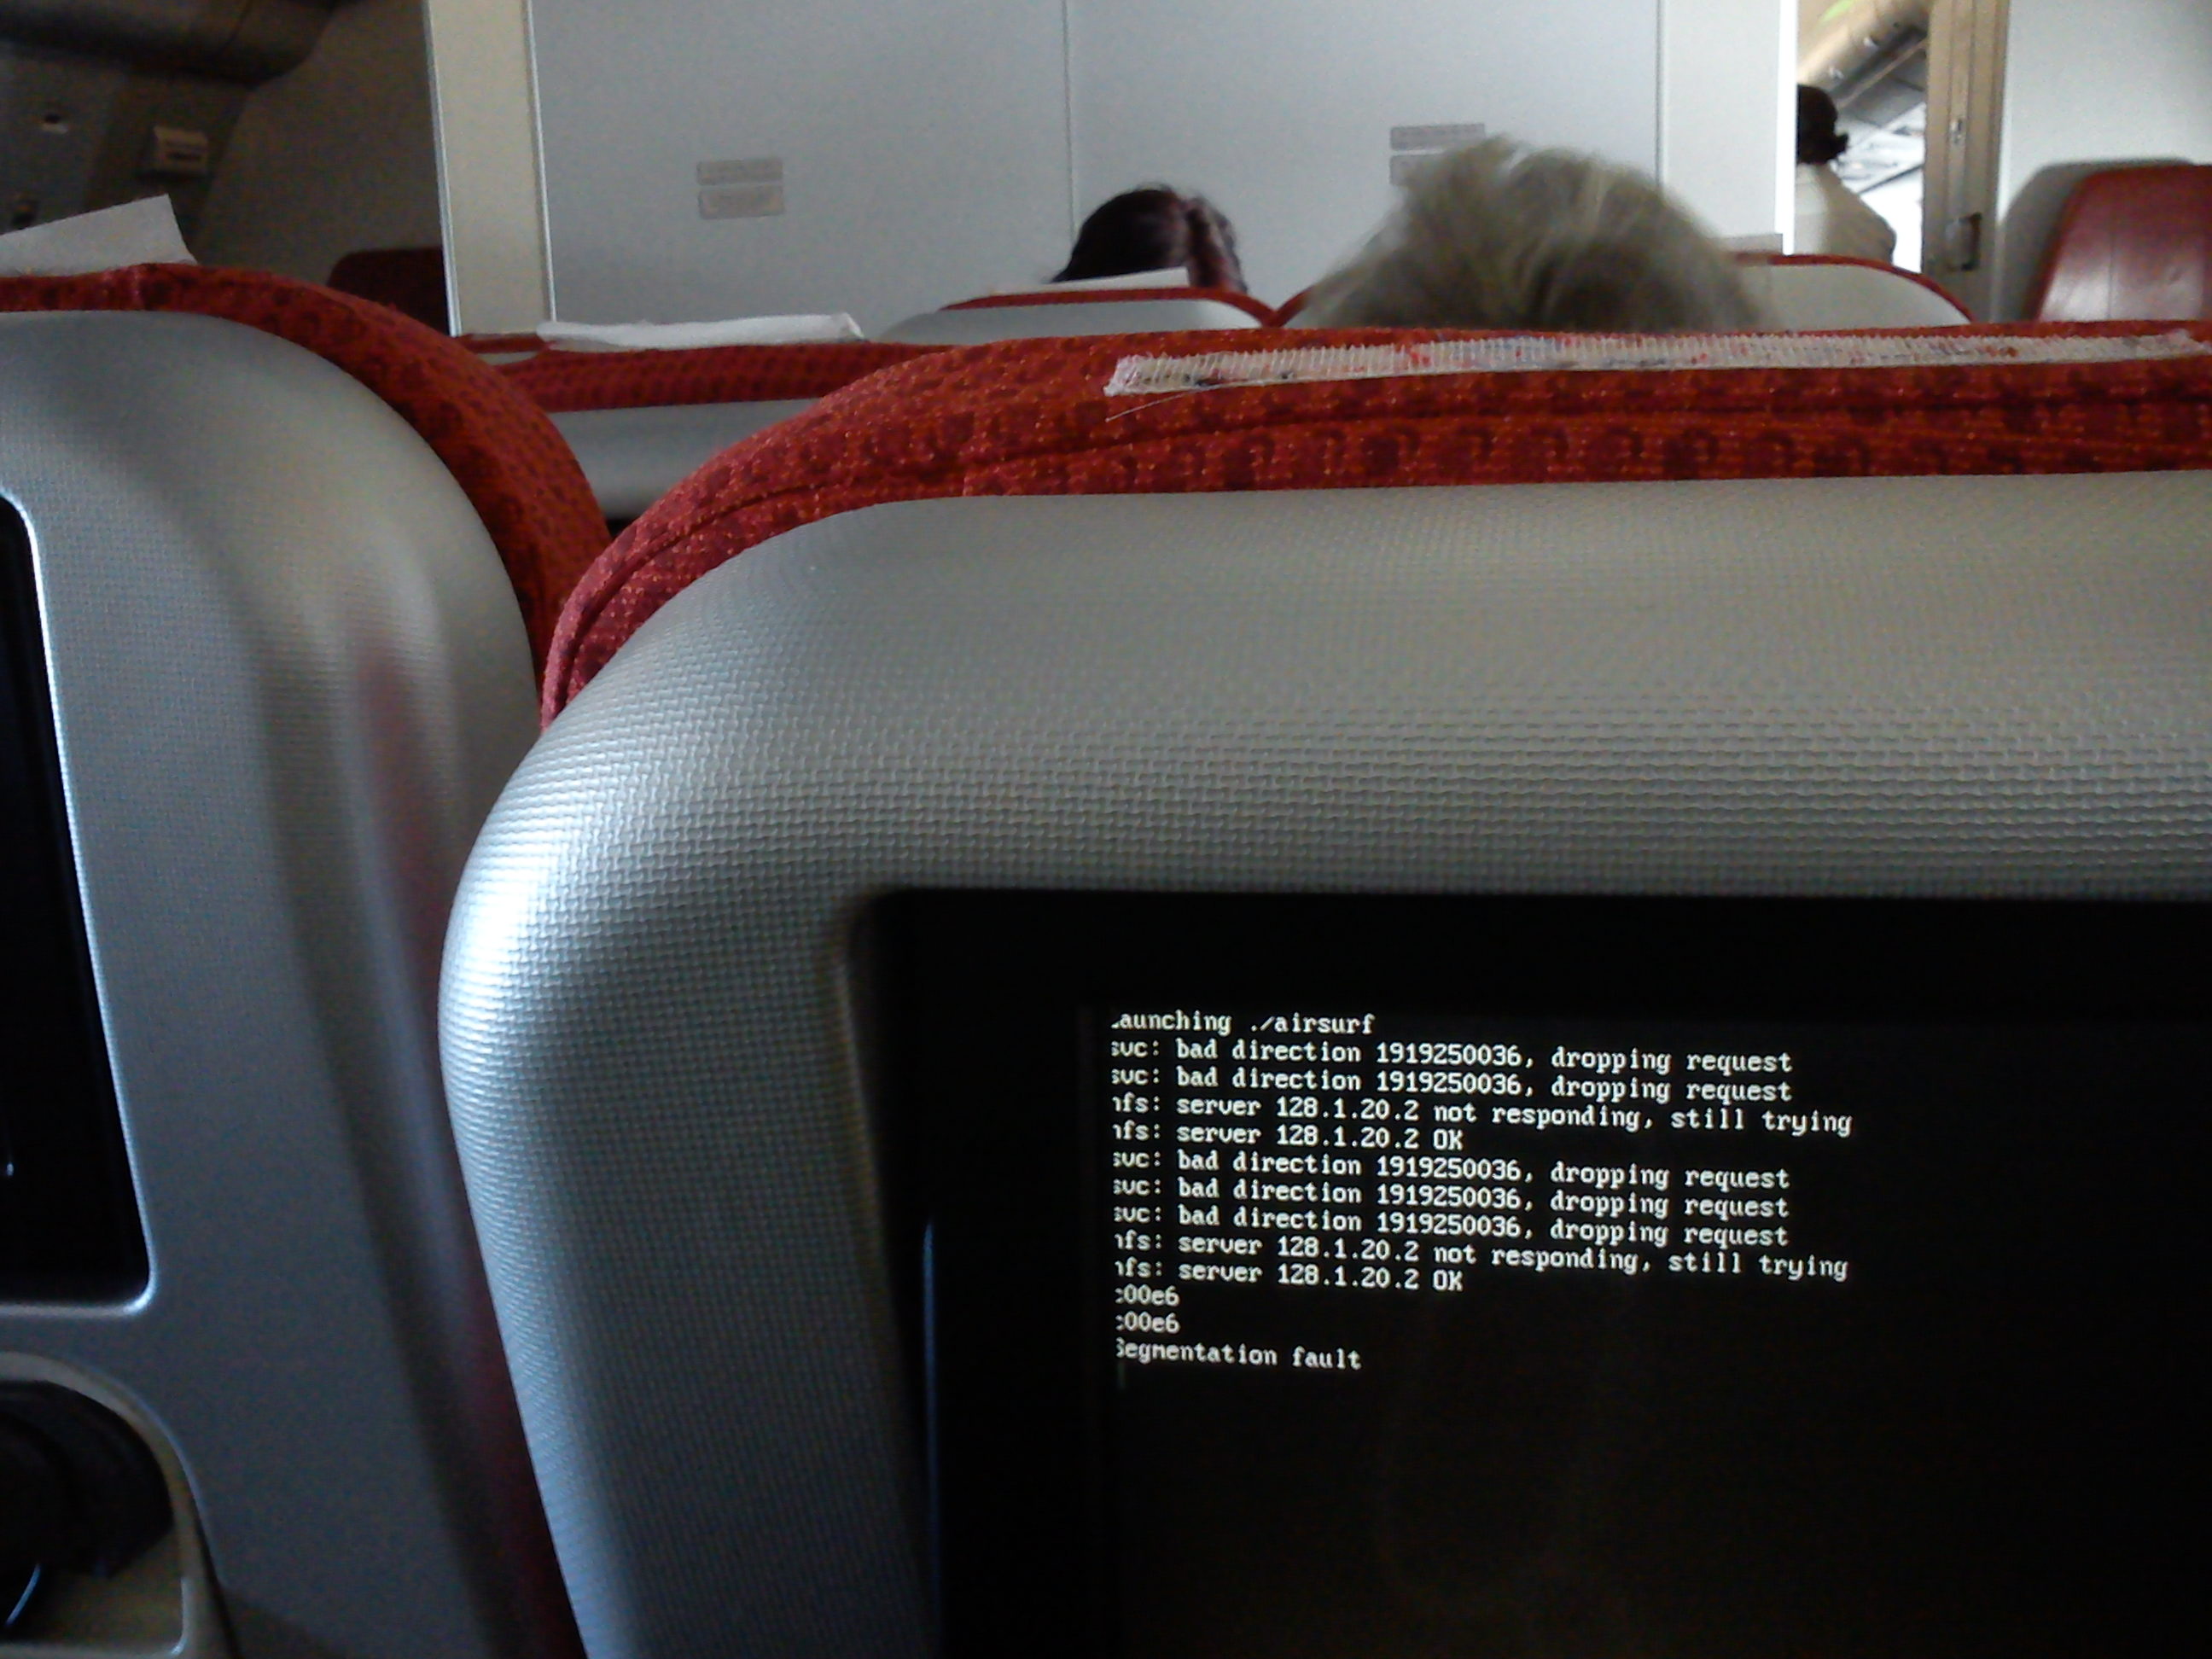 Launching ./airsurf
svc: bad direction 1919250036, dropping request
svc: bad direction 1919250036, dropping request
nfs: server 128.1.20.2 not responding, still trying
nfs: server 128.1.20.2 OK
svc: bad direction 1919250036, dropping request
svc: bad direction 1919250036, dropping request
svc: bad direction 1919250036, dropping request
nfs: server 128.1.20.2 not responding, still trying
nfs: server 128.1.20.2 OK
Segmentation fault